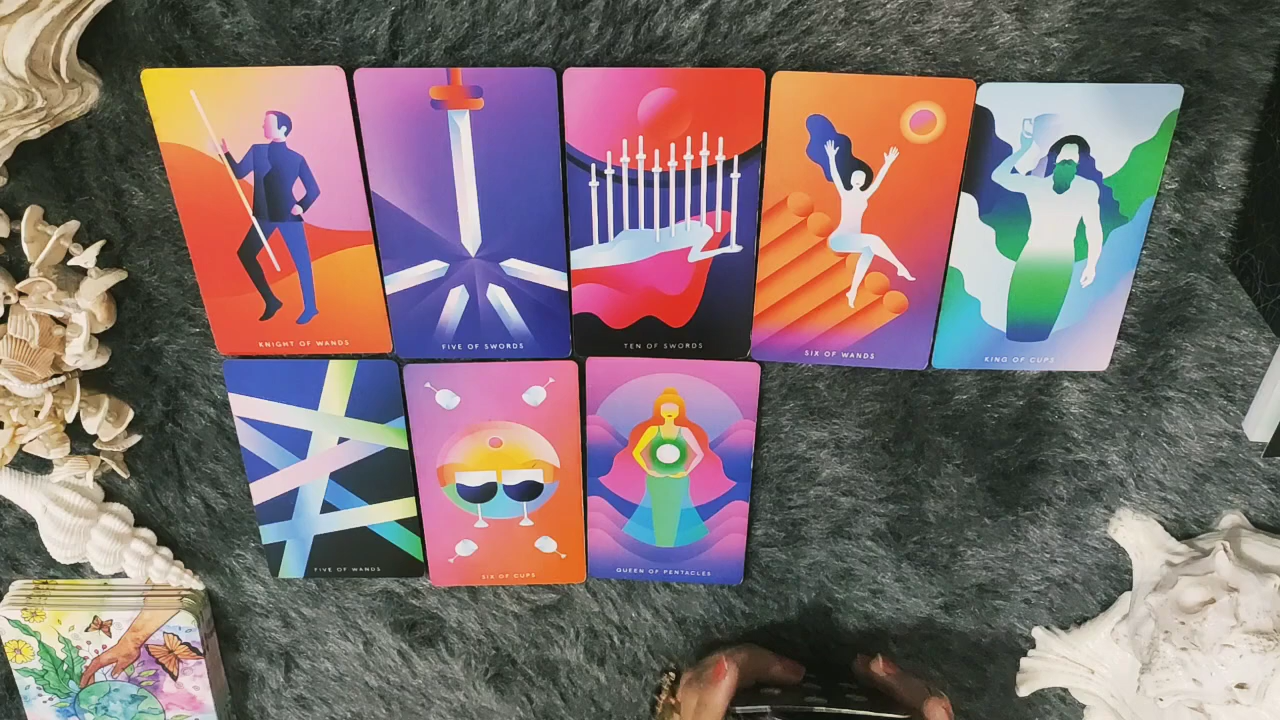 KNIGHT OF WANDS
FIVE OF SWORDS
TEN OF SWORDS
SIX OF WANDS
KING OF CUPS
FIVE OF WANDS
SIX OF CUPS
QUEEN OF PENTACLES